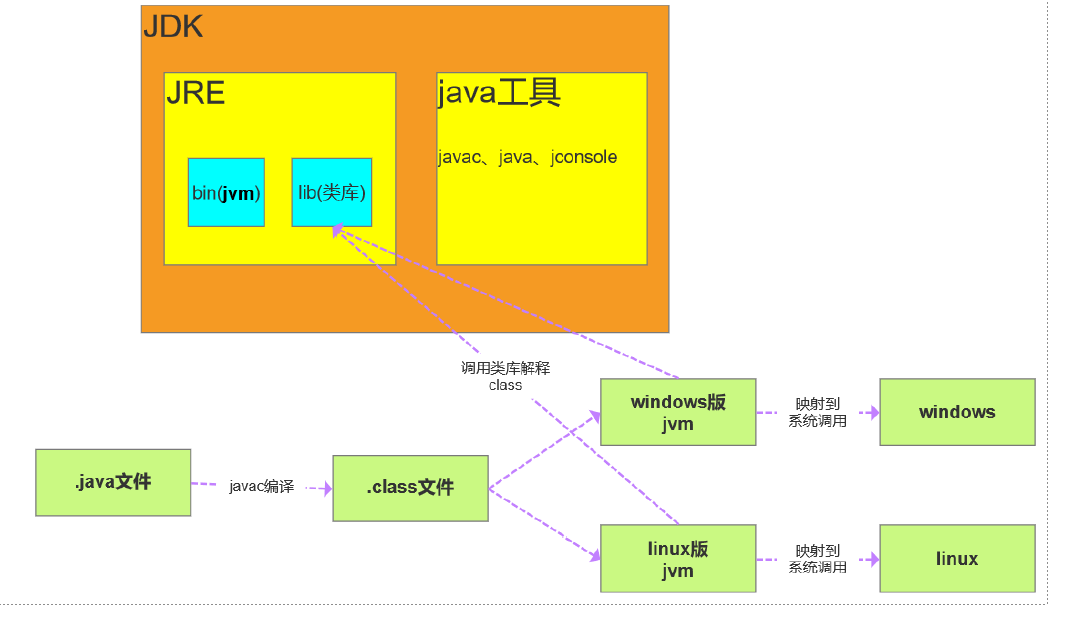 JDK
JRE
java工具
javac、java、jconsole
bin(jvm)
lib(类库)
调用类库解释
class
windows版
jvm
映射到
系统调用
windows
.java文件
javac编译
.class文件
linux版
jvm
映射到
系统调用
linux